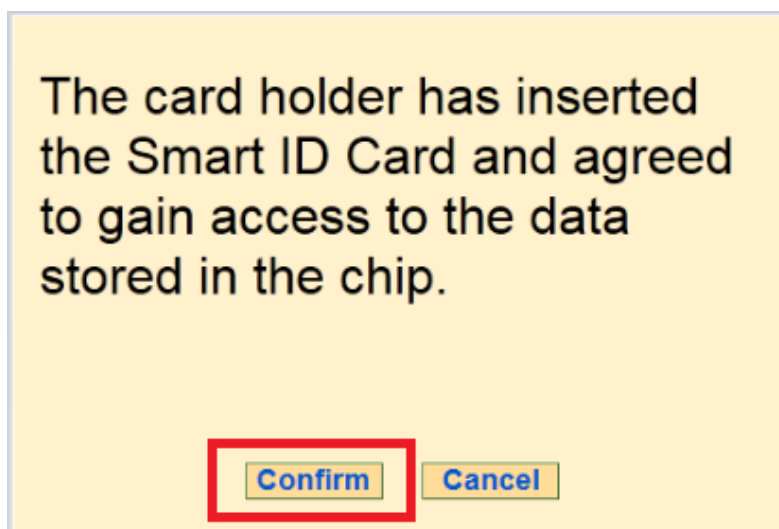 The card holder has inserted
the Smart ID Card and agreed
to gain access to the data
stored in the chip.
Confirm Cancel